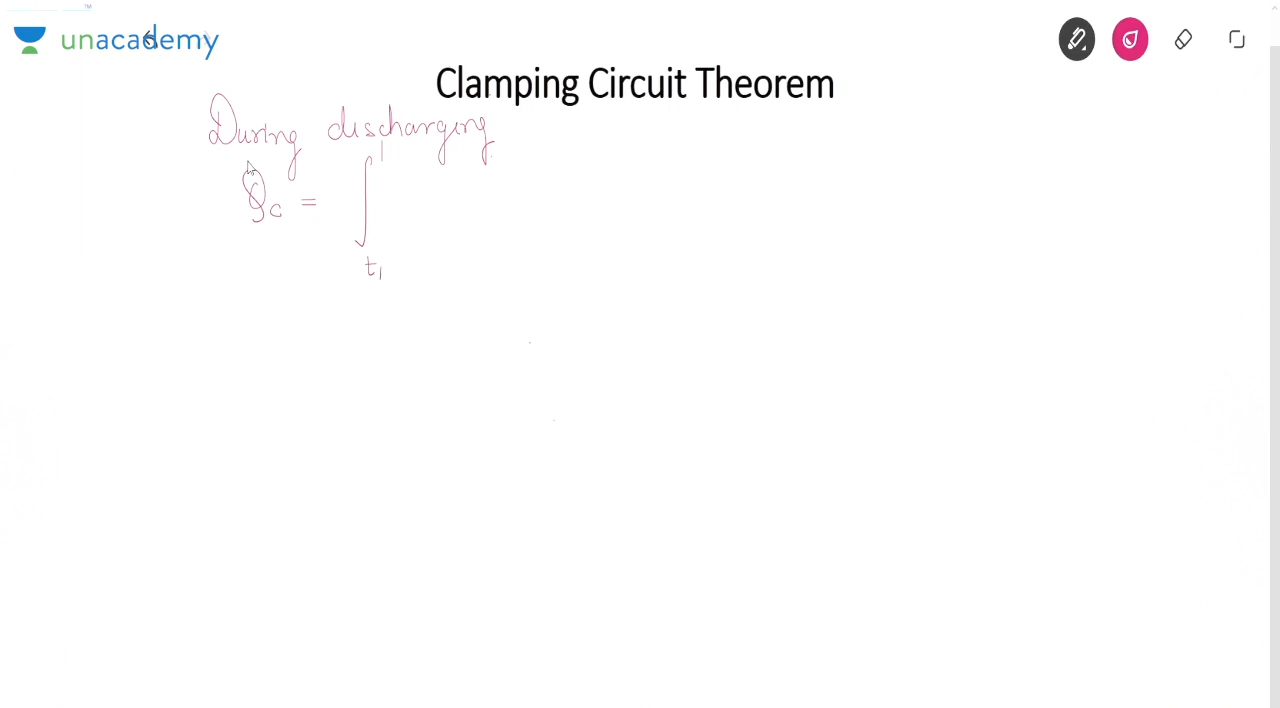 unacademy
Clamping Circuit Theorem
During discharging
Qc = ∫
t1